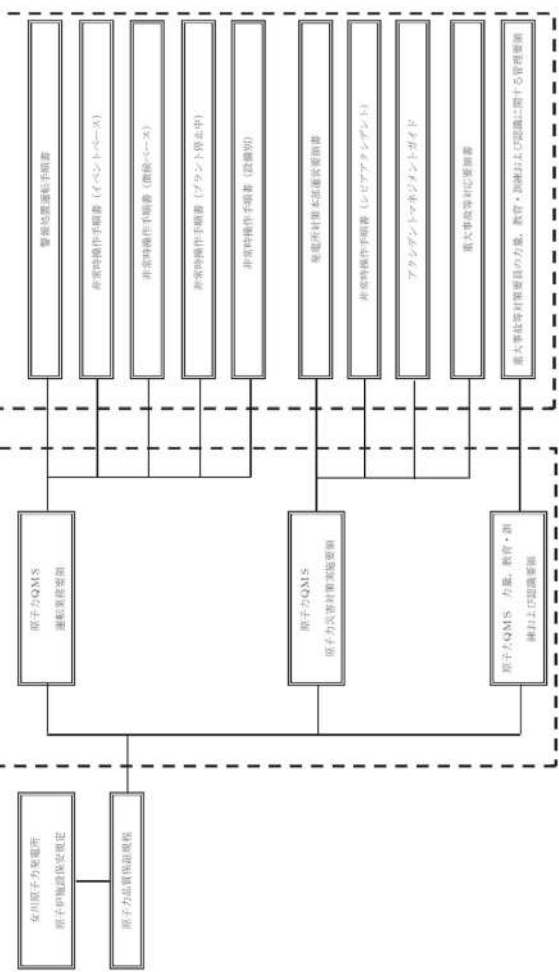 女川原子力発電所
原子炉施設保安規定
原子力品質保証規程
原子力QMS
運転業務要領
原子力QMS
原子力災害対策実施要領
原子力QMS 力量,教育・訓
練および認識要領
警報処置運転手順書
非常時操作手順書(イベントベース)
非常時操作手順書(徴候ベース)
非常時操作手順書(プラント停止中)
非常時操作手順書(設備別)
発電所対策本部運営要領書
非常時操作手順書(シビアアクシデント)
アクシデントマネジメントガイド
重大事故等対応要領書
重大事故等対策要員の力量,教育・訓練および認識に関する管理要領